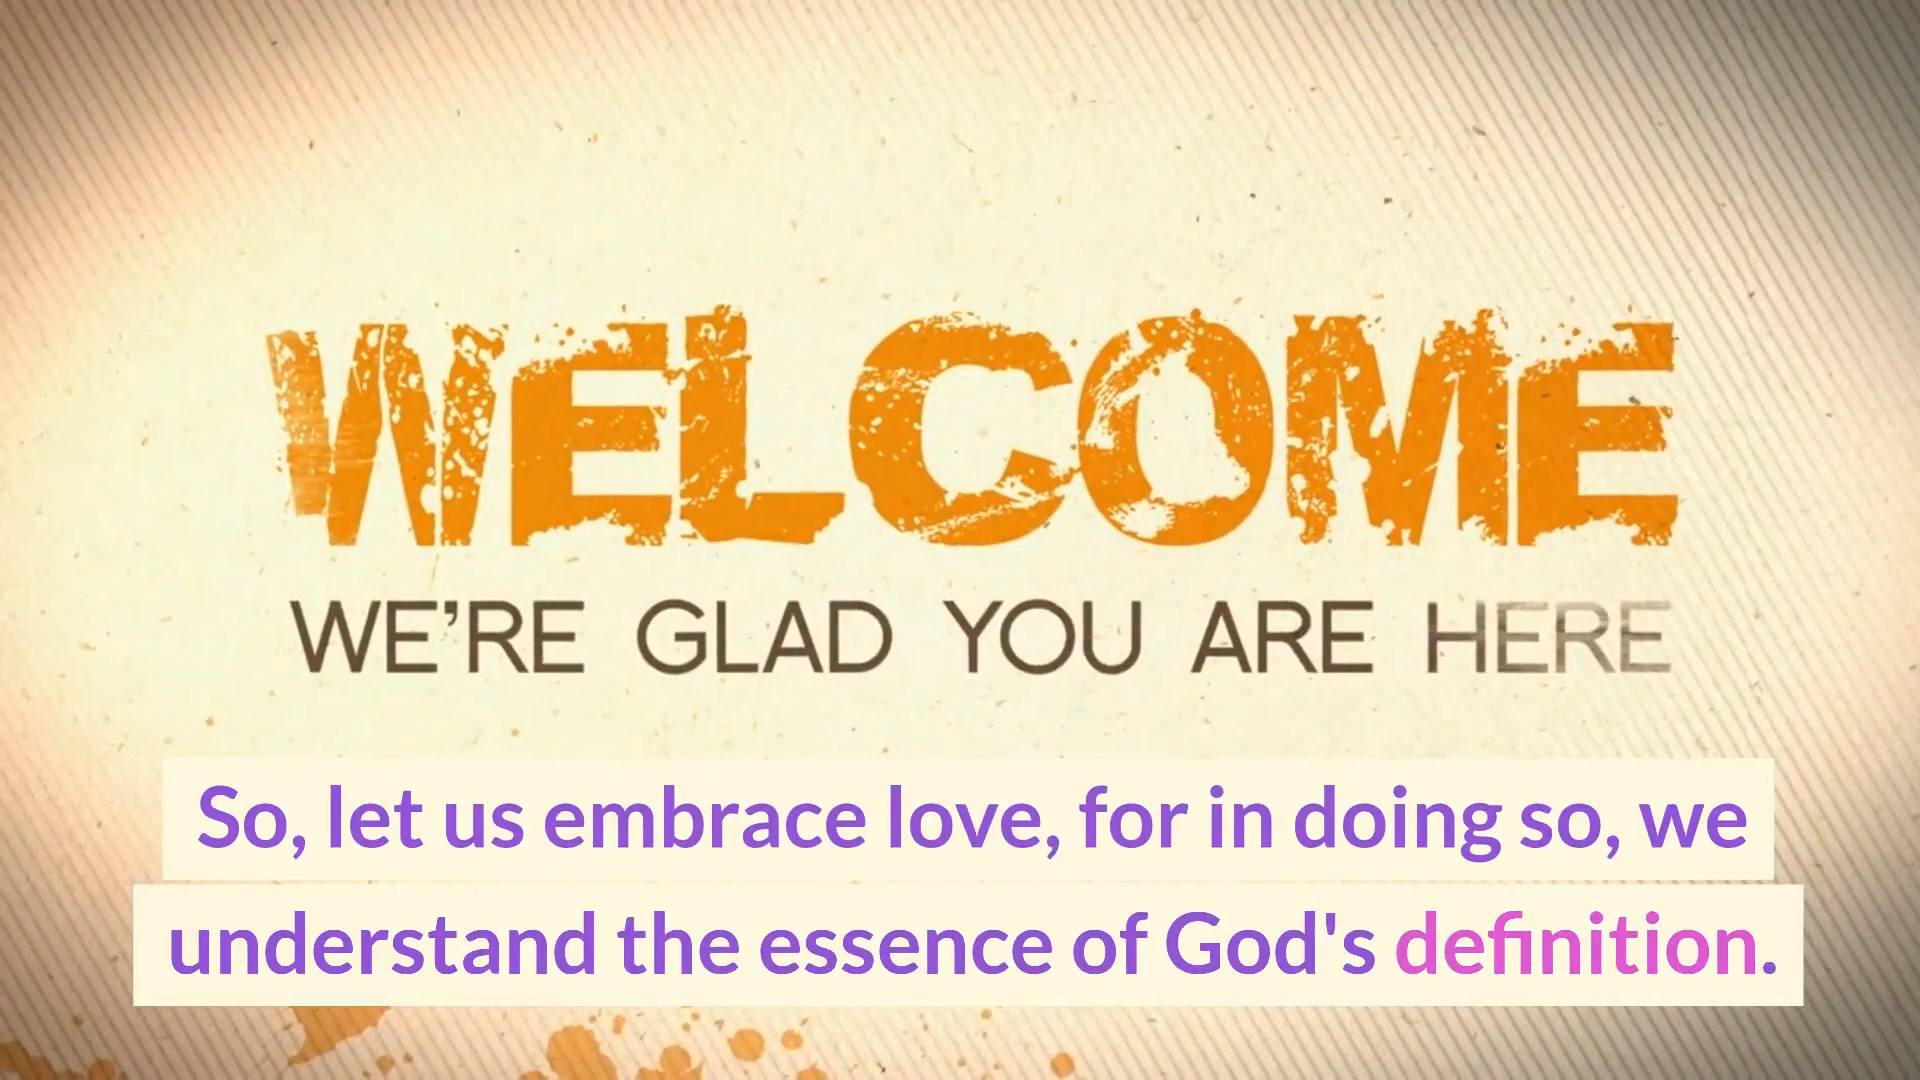 WELCOME
WE'RE GLAD YOU ARE HERE
So, let us embrace love, for in doing so, we
understand the essence of God's definition.